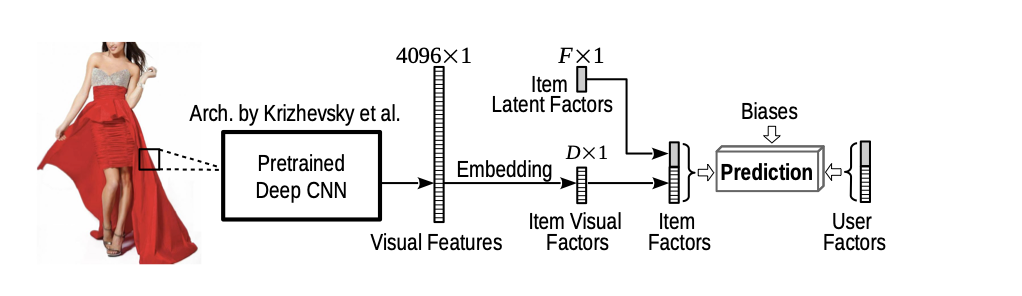 4096×1
F×1
Item
Latent Factors
Arch. by Krizhevsky et al.
Biases
Pretrained
Deep CNN
Embedding
D×1
Prediction
Visual Features
Item Visual
Factors
Item
Factors
User
Factors